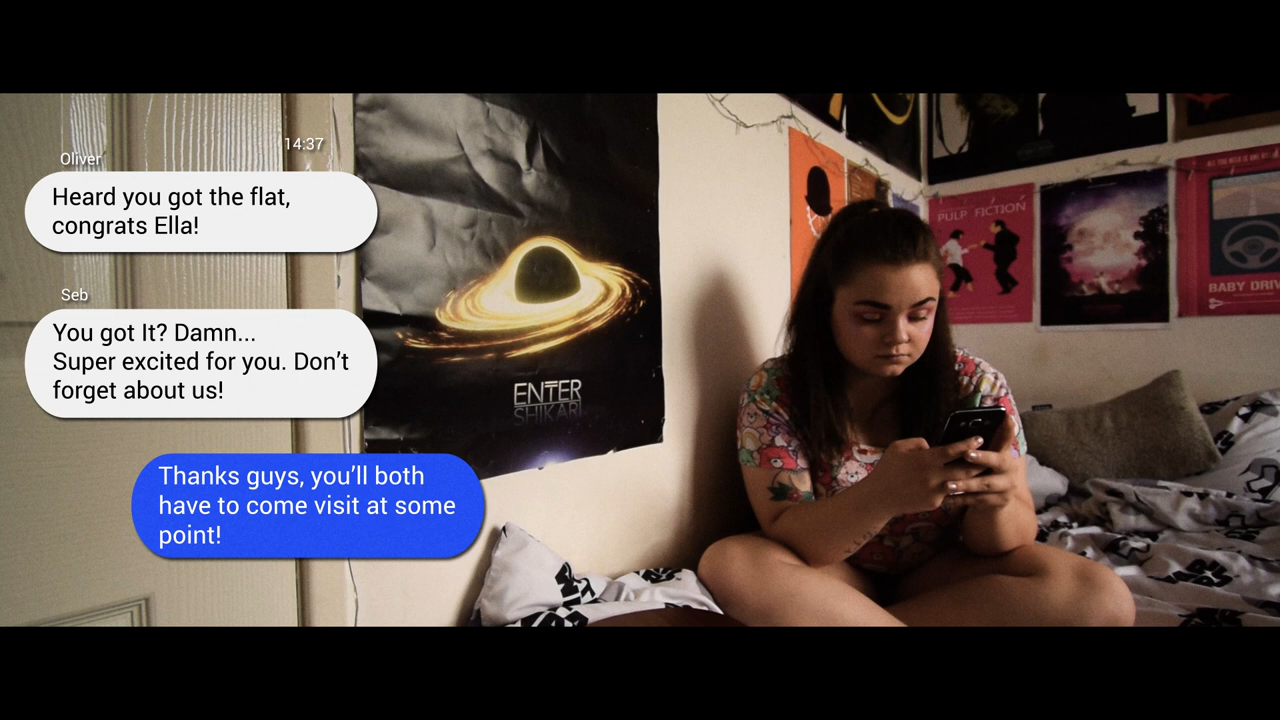 14:37
Oliver
Heard you got the flat,
congrats Ella!
Seb
You got It? Damn...
Super excited for you. Don't
forget about us!
Thanks guys, you'll both
have to come visit at some
point!
ENTER
SHIKARI
PULP FICTION
BABY DRIV